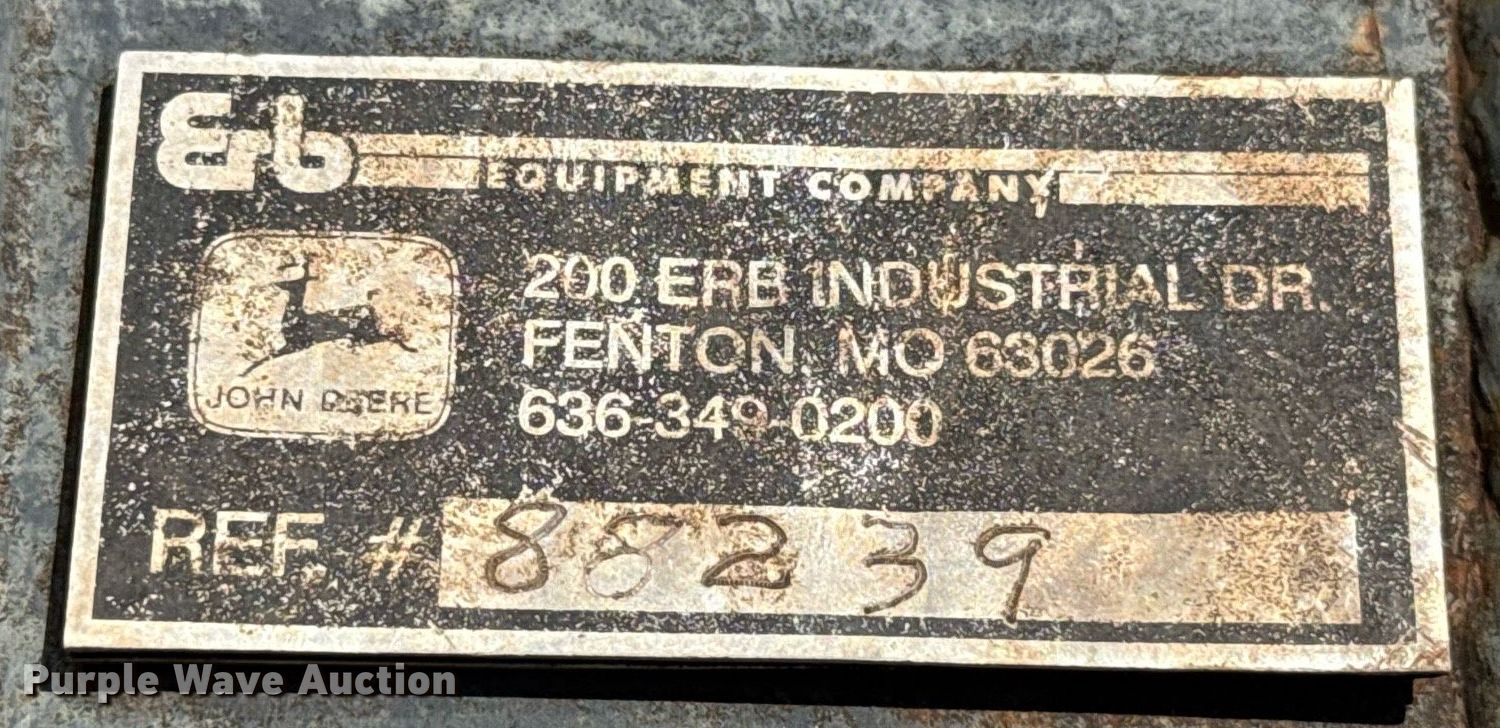 Erb
EQUIPMENT COMPANY
200 ERB INDUSTRIAL DR.
FENTON, MO 63026
636-349-0200
JOHN DEERE
REF. # 88239
Purple Wave Auction